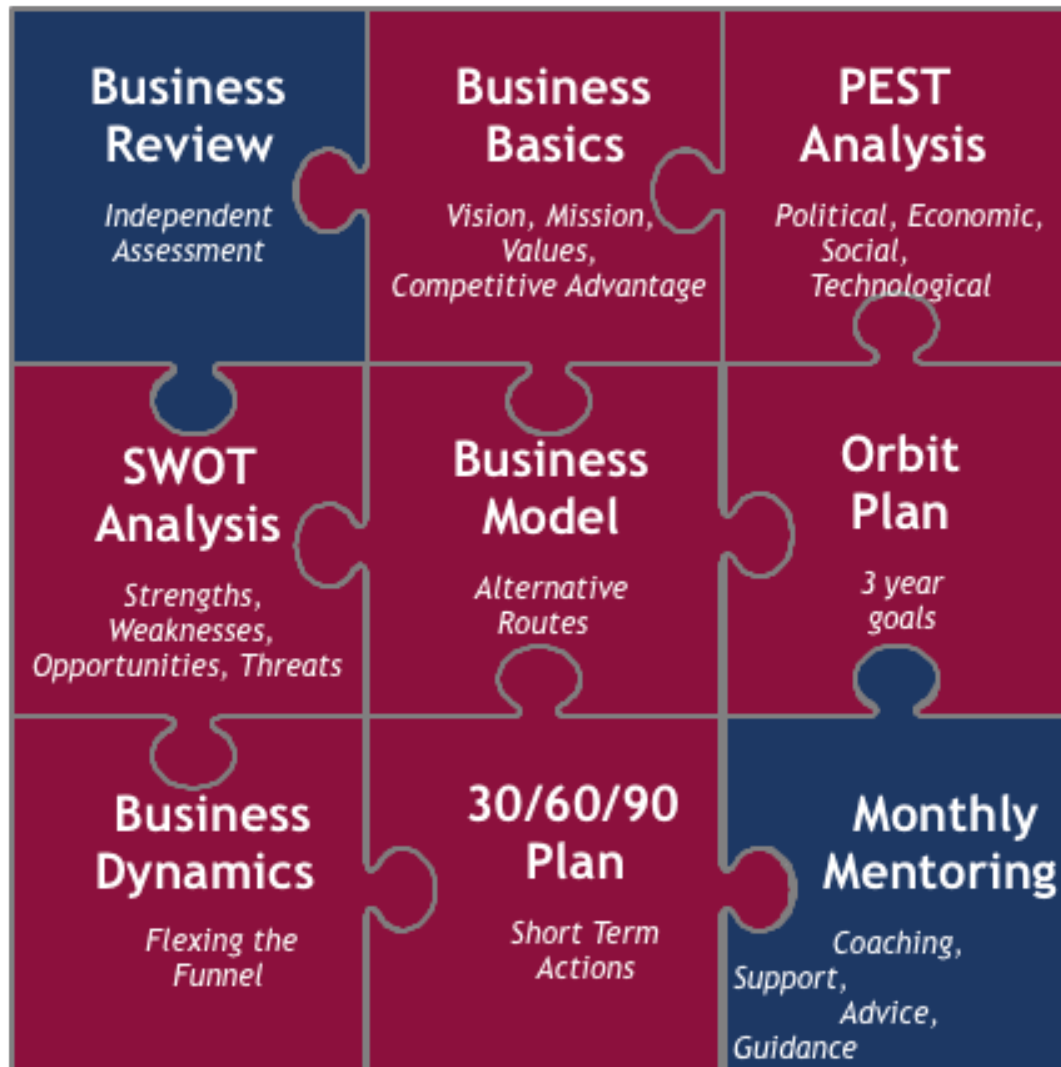 Business
Review
Independent
Assessment
Business
Basics
Vision, Mission,
Values,
Competitive Advantage
PEST
Analysis
Political, Economic,
Social,
Technological
SWOT
Analysis
Strengths,
Weaknesses,
Opportunities, Threats
Business
Model
Alternative
Routes
Orbit
Plan
3 year
goals
Business
Dynamics
Flexing the
Funnel
30/60/90
Plan
Short Term
Actions
Monthly
Mentoring
Coaching,
Support,
Advice,
Guidance